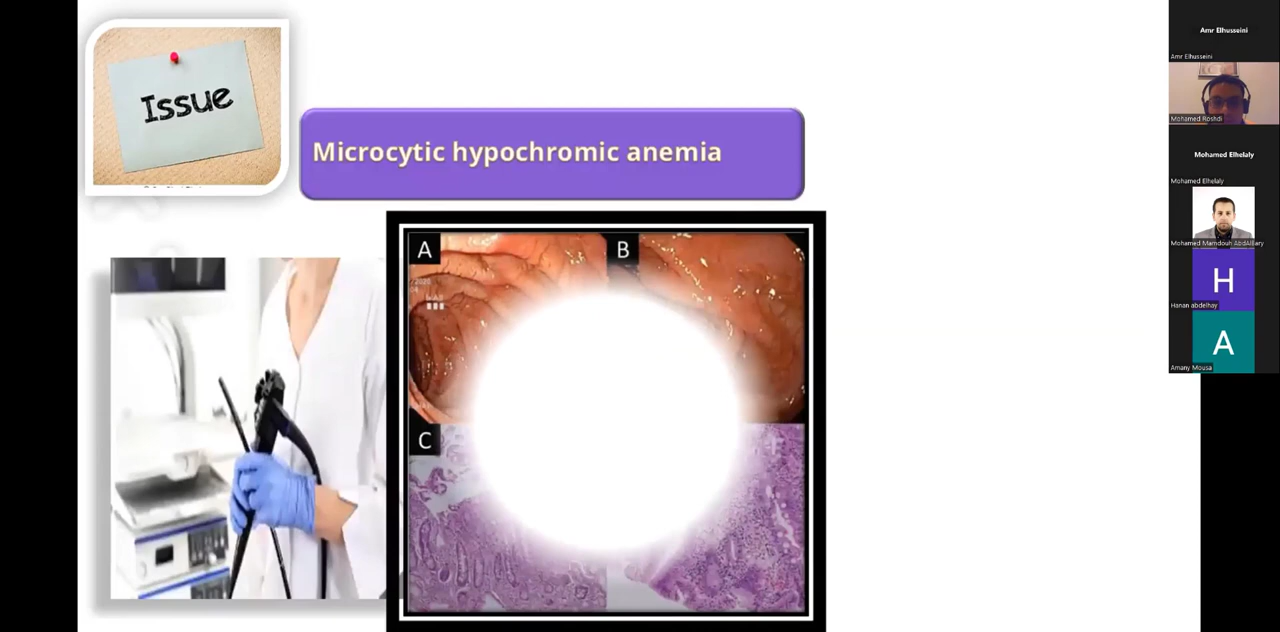 Issue
Microcytic hypochromic anemia
A
B
C
Amr Elhusseini
Amr Elhusseini
Mohamed Roshdi
Mohamed Elhelaly
Mohamed Elhelaly
Mohamed Mamdouh AbdAlBary
H
Hanan abdelhay
A
Amany Mousa